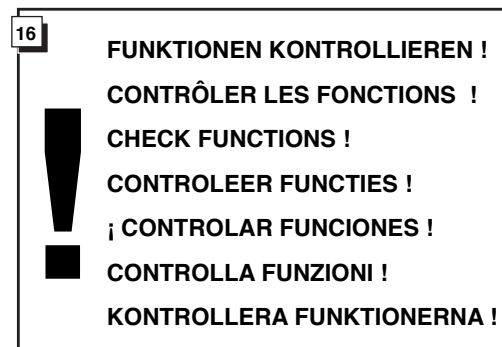 16
FUNKTIONEN KONTROLLIEREN !
CONTRÔLER LES FONCTIONS !
CHECK FUNCTIONS !
CONTROLEER FUNCTIES !
¡ CONTROLAR FUNCIONES !
CONTROLLA FUNZIONI !
KONTROLLERA FUNKTIONERNA !
!